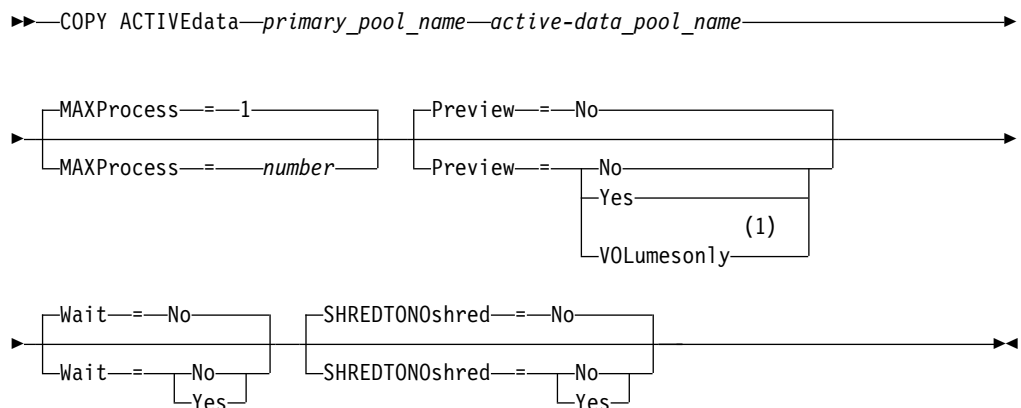 COPY ACTIVEdata primary_pool_name active-data_pool_name
MAXProcess = 1 Preview = No
MAXProcess = number Preview = No
Yes
(1)
VOLumesonly
Wait = No SHREDTONOshred = No
Wait = No SHREDTONOshred = No
Yes Yes